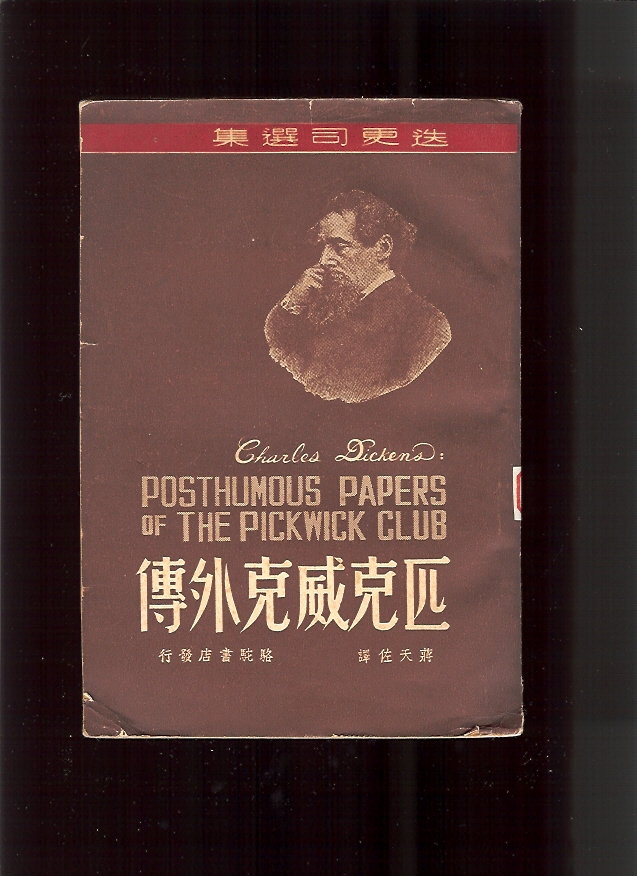 迭更司選集
Charles Dickens:
POSTHUMOUS PAPERS
OF THE PICKWICK CLUB
匹克威克外傳
蔣天佐譯 駱駝書店發行